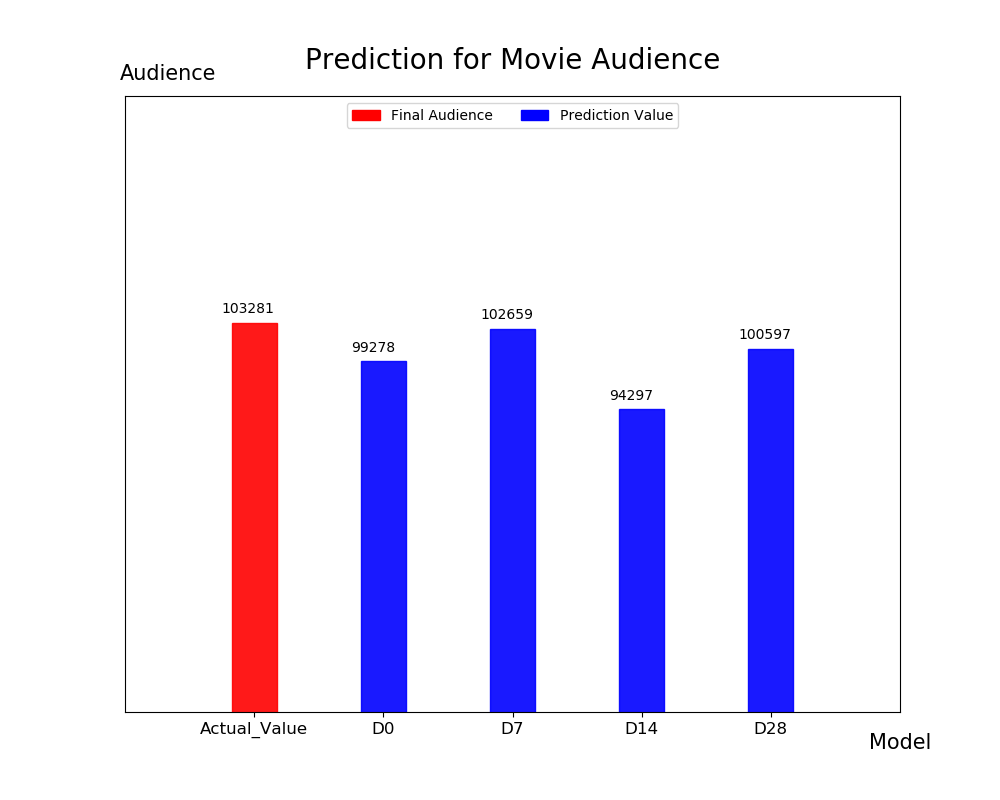 Prediction for Movie Audience
Audience
Final Audience Prediction Value
103281
99278
102659
94297
100597
Actual_Value D0 D7 D14 D28
Model